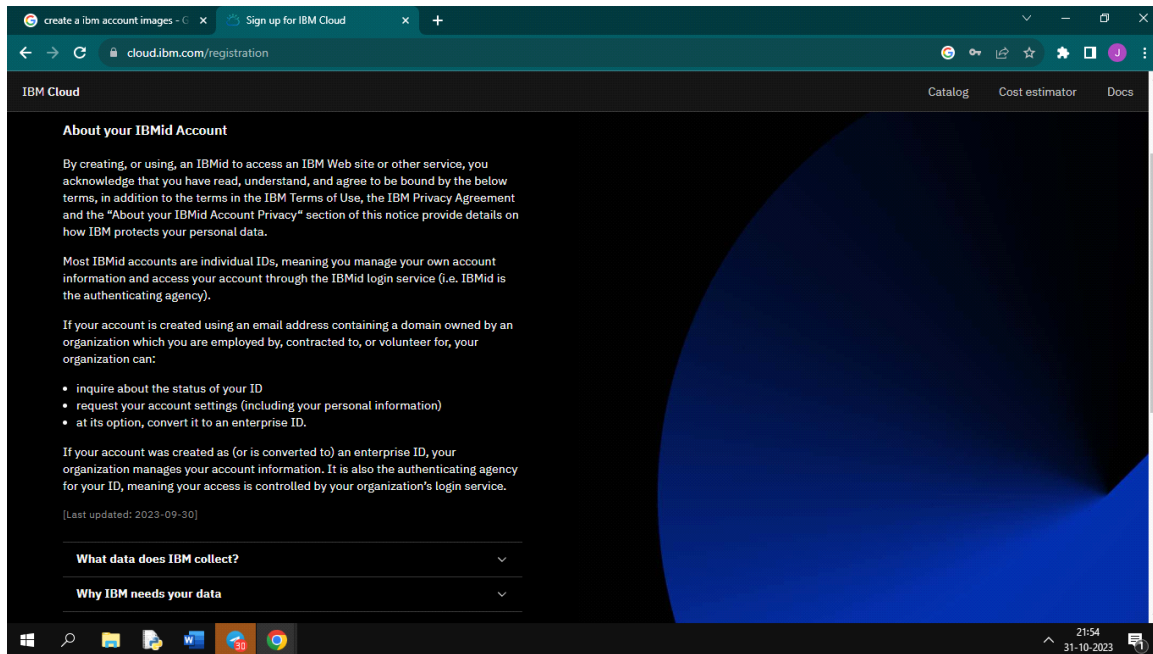 create a ibm account images - G
Sign up for IBM Cloud
cloud.ibm.com/registration
J
IBM Cloud
Catalog
Cost estimator
Docs
About your IBMid Account
By creating, or using, an IBMid to access an IBM Web site or other service, you
acknowledge that you have read, understand, and agree to be bound by the below
terms, in addition to the terms in the IBM Terms of Use, the IBM Privacy Agreement
and the “About your IBMid Account Privacy“ section of this notice provide details on
how IBM protects your personal data.
Most IBMid accounts are individual IDs, meaning you manage your own account
information and access your account through the IBMid login service (i.e. IBMid is
the authenticating agency).
If your account is created using an email address containing a domain owned by an
organization which you are employed by, contracted to, or volunteer for, your
organization can:
• inquire about the status of your ID
• request your account settings (including your personal information)
• at its option, convert it to an enterprise ID.
If your account was created as (or is converted to) an enterprise ID, your
organization manages your account information. It is also the authenticating agency
for your ID, meaning your access is controlled by your organization’s login service.
[Last updated: 2023-09-30]
What data does IBM collect?
Why IBM needs your data
W
30
21:54
31-10-2023
1